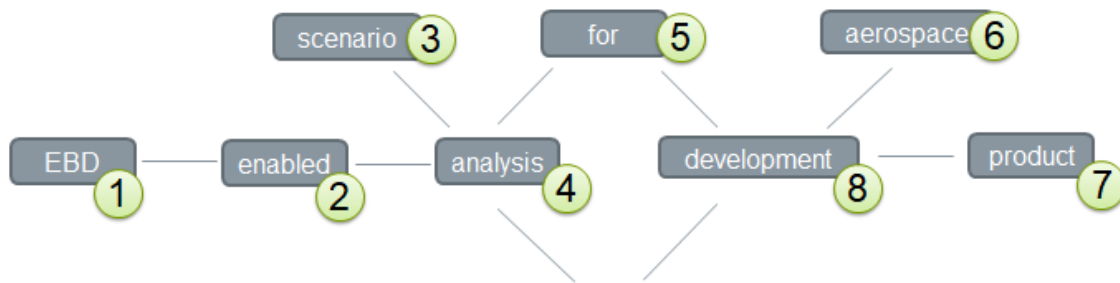 scenario 3
for 5
aerospace 6
EBD 1
enabled 2
analysis 4
development 8
product 7